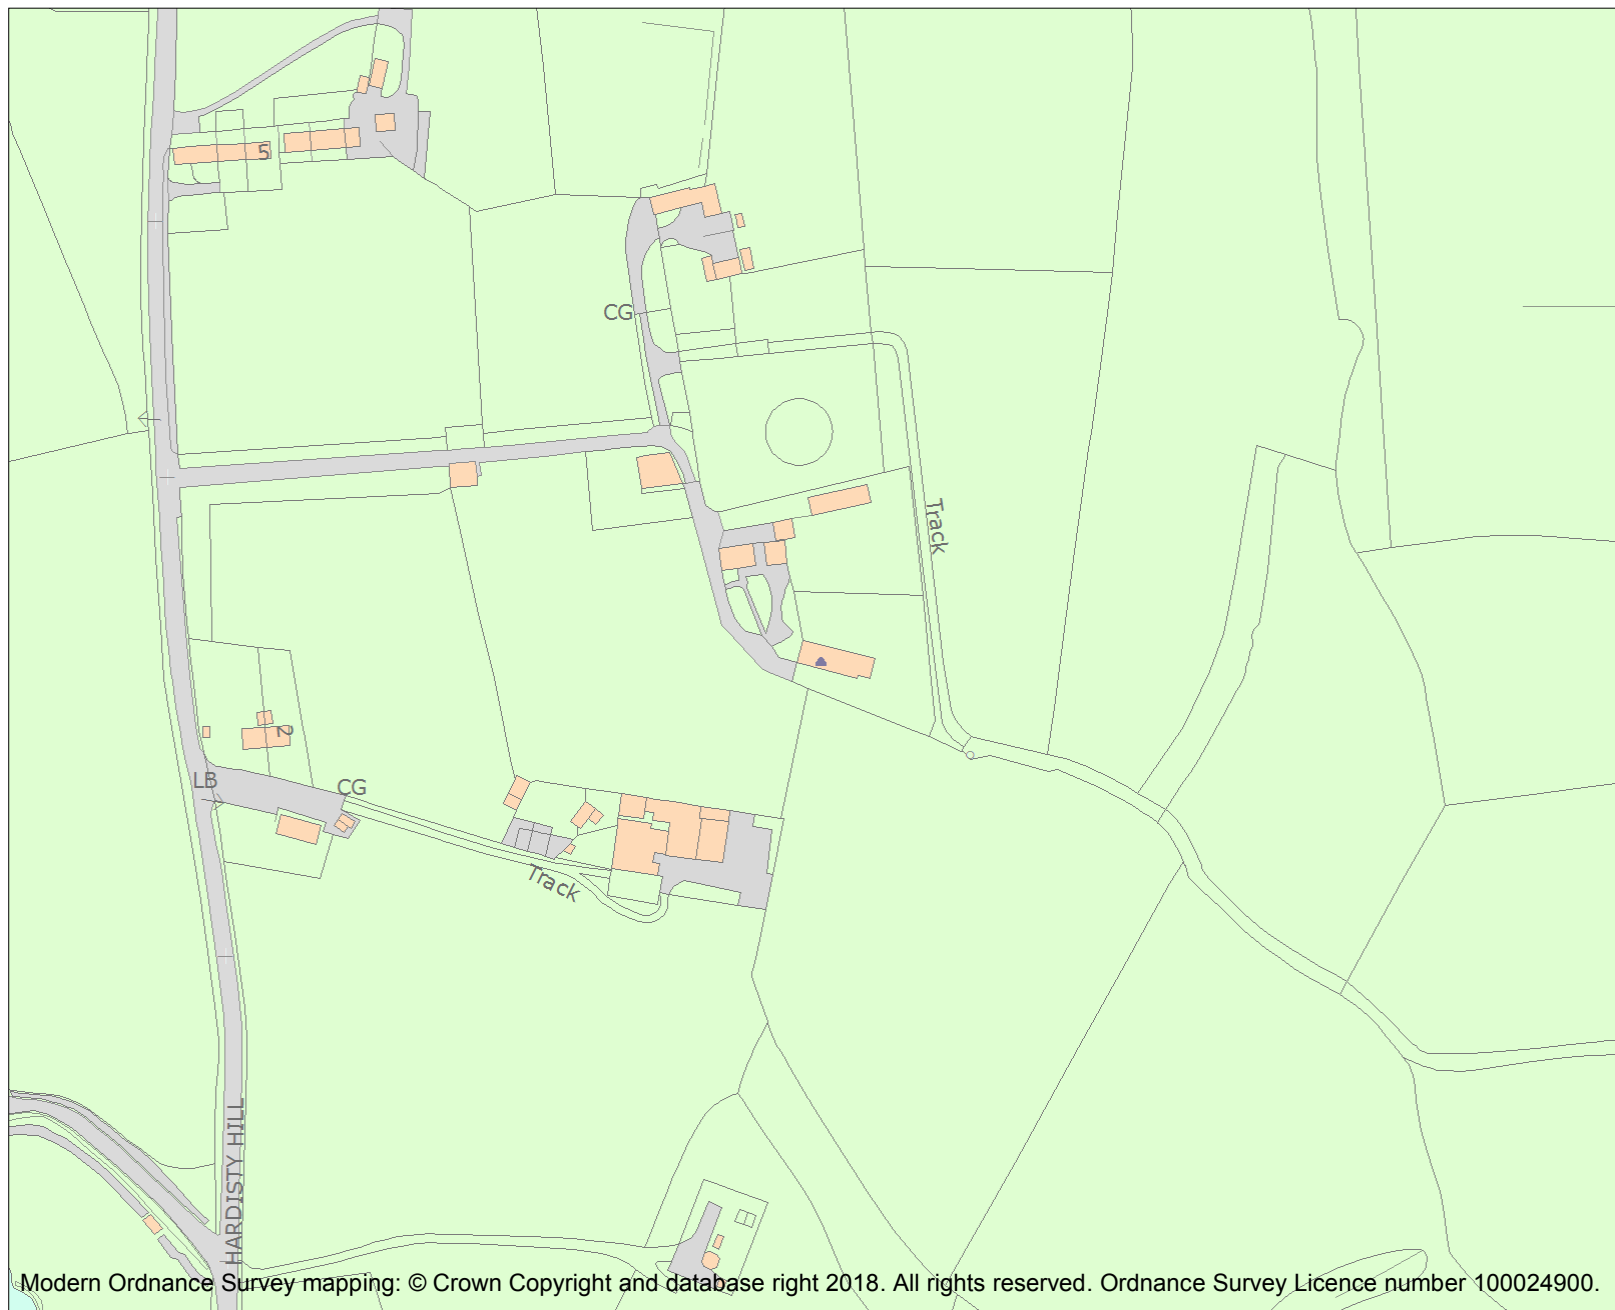 5
CG
Track
2
LB
CG
Track
HARDISTY HILL
Modern Ordnance Survey mapping: © Crown Copyright and database right 2018. All rights reserved. Ordnance Survey Licence number 100024900.